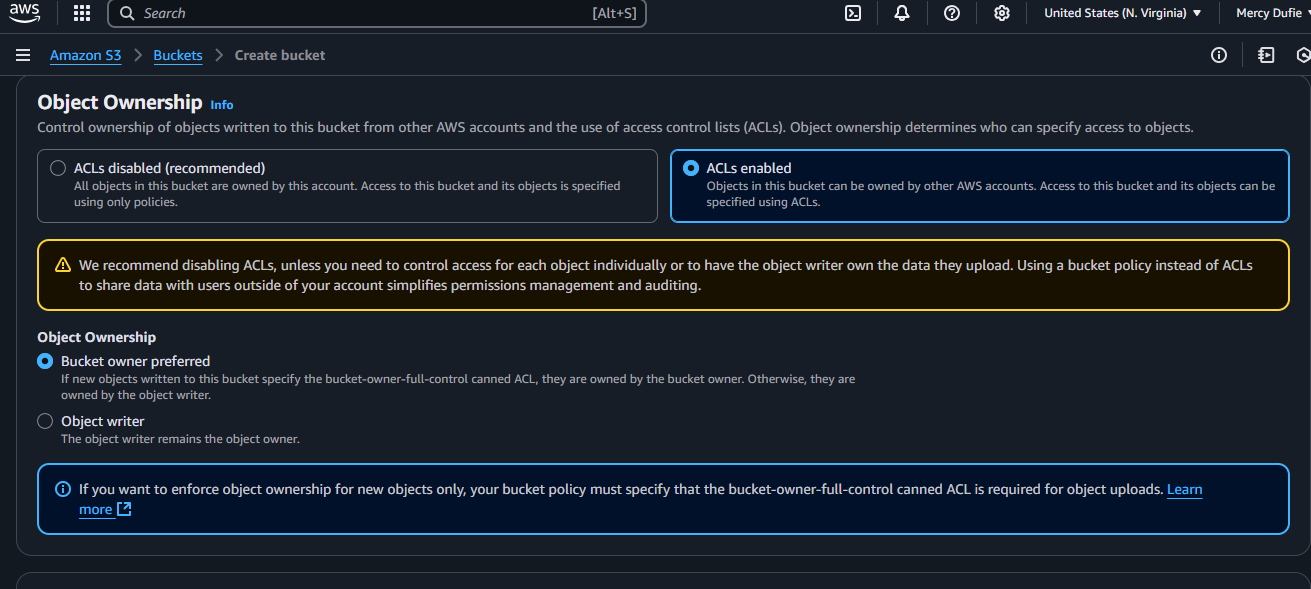 aws
Search [Alt+S] United States (N. Virginia) Mercy Dufie
Amazon S3 Buckets Create bucket
Object Ownership Info
Control ownership of objects written to this bucket from other AWS accounts and the use of access control lists (ACLs). Object ownership determines who can specify access to objects.
ACLs disabled (recommended)
All objects in this bucket are owned by this account. Access to this bucket and its objects is specified
using only policies.
ACLs enabled
Objects in this bucket can be owned by other AWS accounts. Access to this bucket and its objects can be
specified using ACLs.
We recommend disabling ACLs, unless you need to control access for each object individually or to have the object writer own the data they upload. Using a bucket policy instead of ACLs
to share data with users outside of your account simplifies permissions management and auditing.
Object Ownership
Bucket owner preferred
If new objects written to this bucket specify the bucket-owner-full-control canned ACL, they are owned by the bucket owner. Otherwise, they are
owned by the object writer.
Object writer
The object writer remains the object owner.
If you want to enforce object ownership for new objects only, your bucket policy must specify that the bucket-owner-full-control canned ACL is required for object uploads. Learn
more